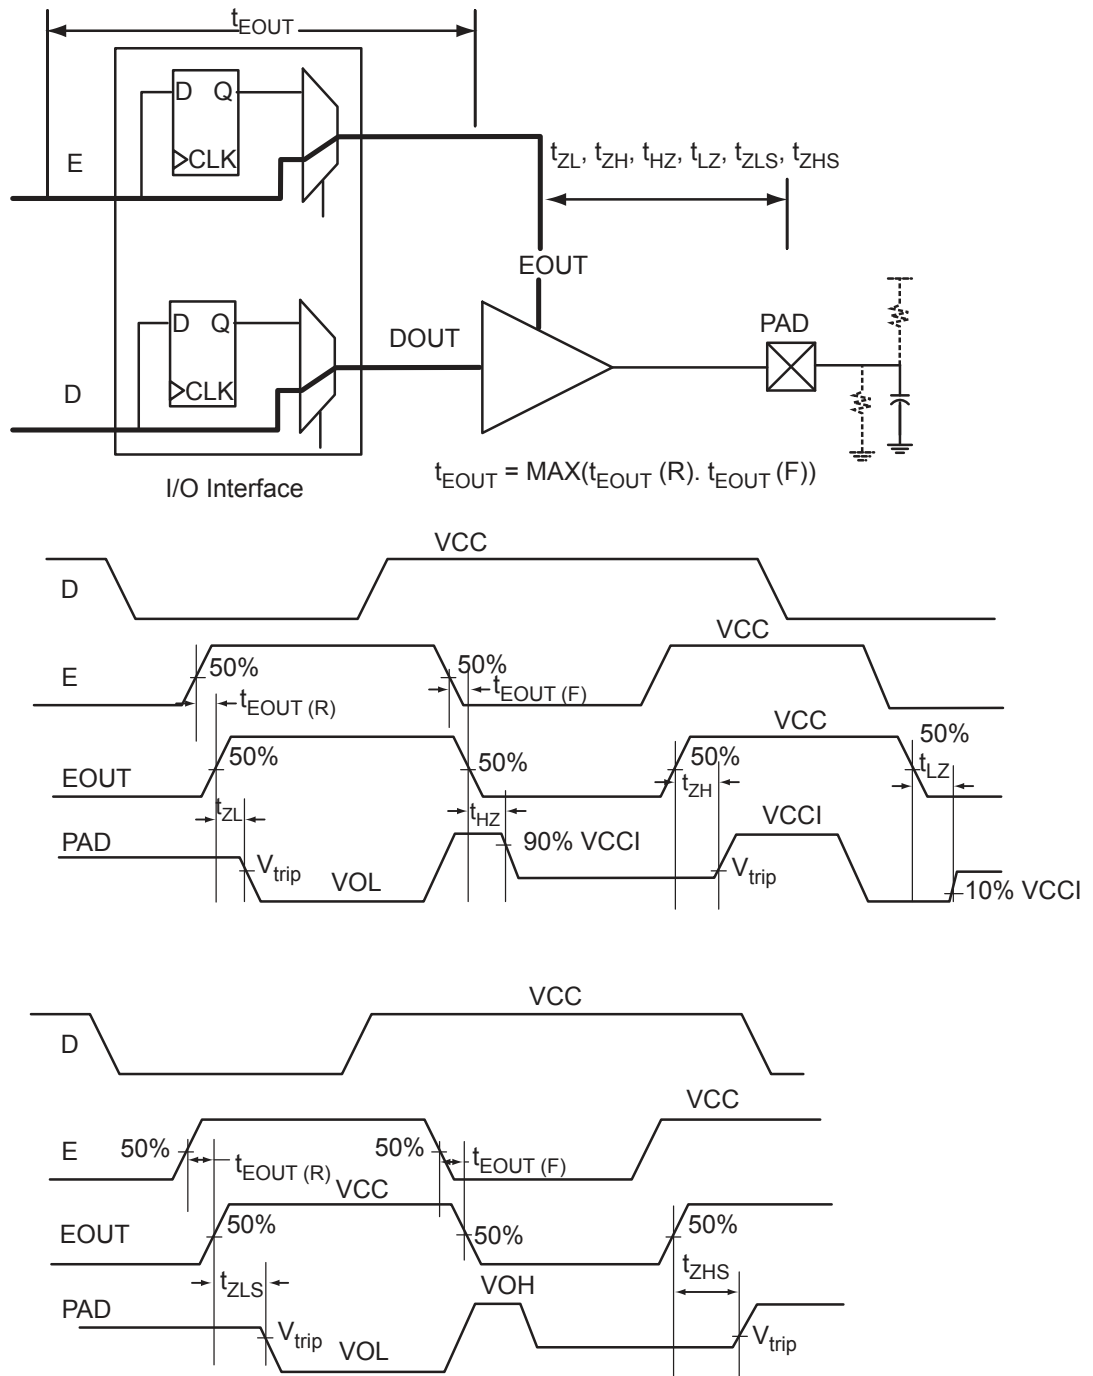 tEOUT
D Q
CLK
E
tZL, tZH, tHZ, tLZ, tZLS, tZHS
EOUT
D Q
CLK
DOUT
PAD
D
I/O Interface
tEOUT = MAX(tEOUT (R). tEOUT (F))
VCC
D
VCC
E
50%
50%
tEOUT (R)
tEOUT (F)
VCC
50%
EOUT
50%
50%
50%
tZL
tHZ
tZH
tLZ
PAD
90% VCCI
VCCI
Vtrip
VOL
Vtrip
10% VCCI
VCC
D
VCC
E
50%
50%
tEOUT (R)
tEOUT (F)
VCC
EOUT
50%
50%
50%
tZLS
VOH
tZHS
PAD
Vtrip
VOL
Vtrip